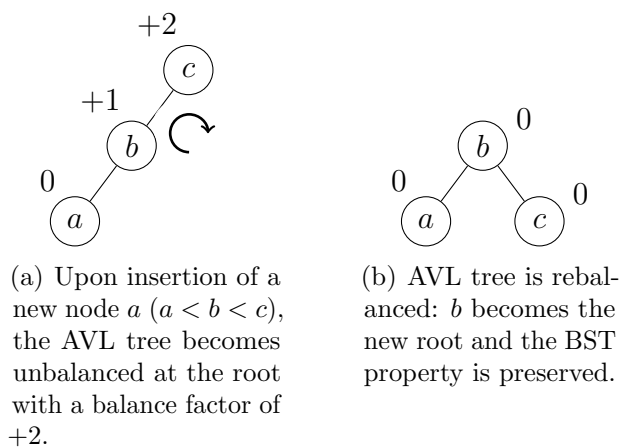 +2
c
+1
b
0
a
0
b
0
a
0
c
(a) Upon insertion of a
new node a (a < b < c),
the AVL tree becomes
unbalanced at the root
with a balance factor of
+2.
(b) AVL tree is rebal-
anced: b becomes the
new root and the BST
property is preserved.